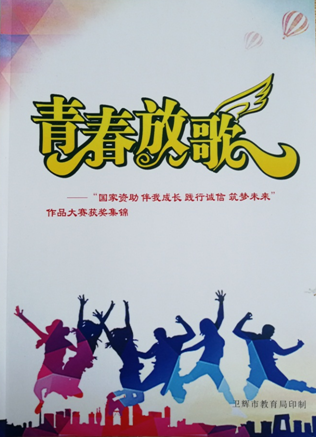 青春放歌
——“国家资助 伴我成长 践行诚信 筑梦未来”
作品大赛获奖集锦
卫辉市教育局印制